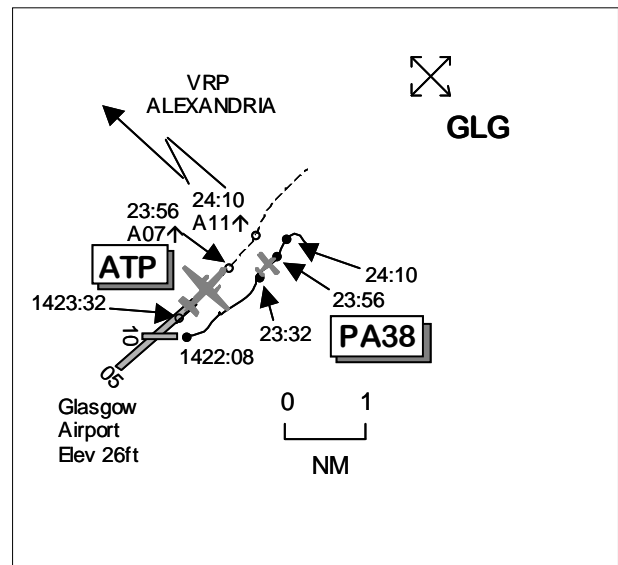 VRP
ALEXANDRIA
GLG
24:10
A11↑
23:56
A07↑
ATP
24:10
23:56
1423:32
23:32
PA38
10
1422:08
05
Glasgow
Airport
Elev 26ft
0 1
NM